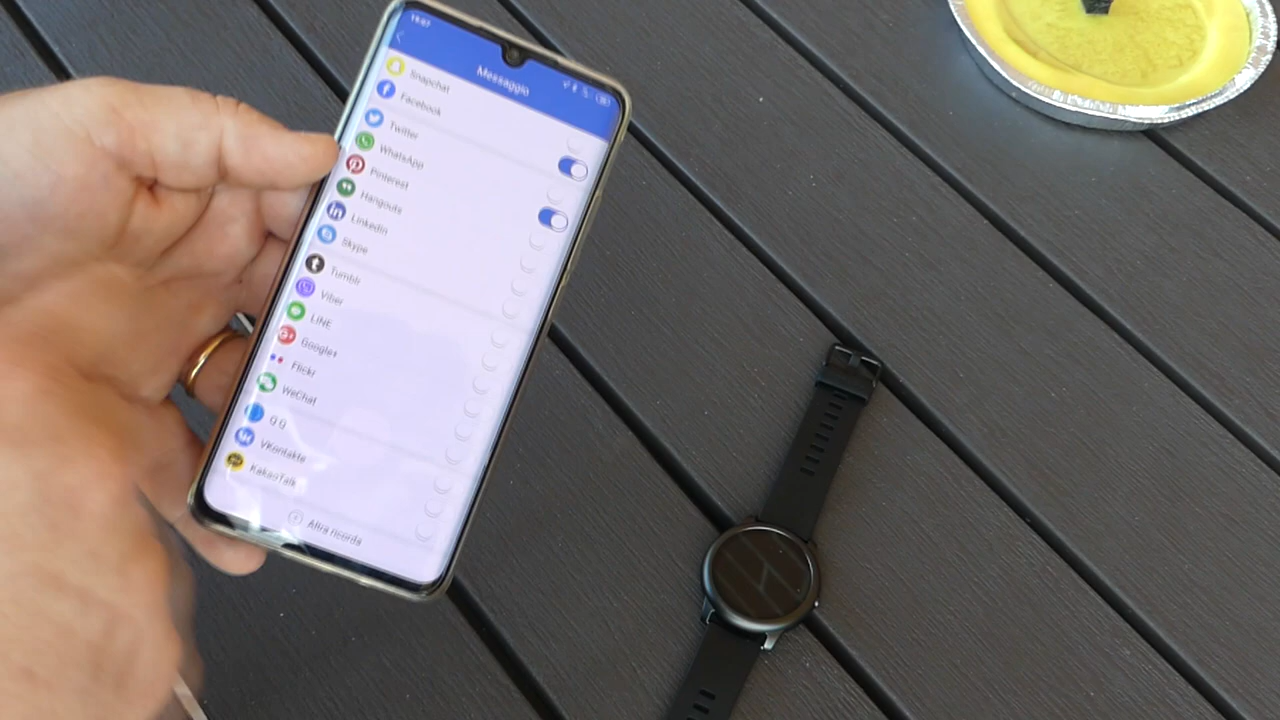 Messaggio
Snapchat
Facebook
Twitter
WhatsApp
Pinterest
Hangouts
LinkedIn
Skype
Tumblr
Viber
LINE
Google+
Flickr
WeChat
QQ
VKontakte
KakaoTalk
Altra ricorda